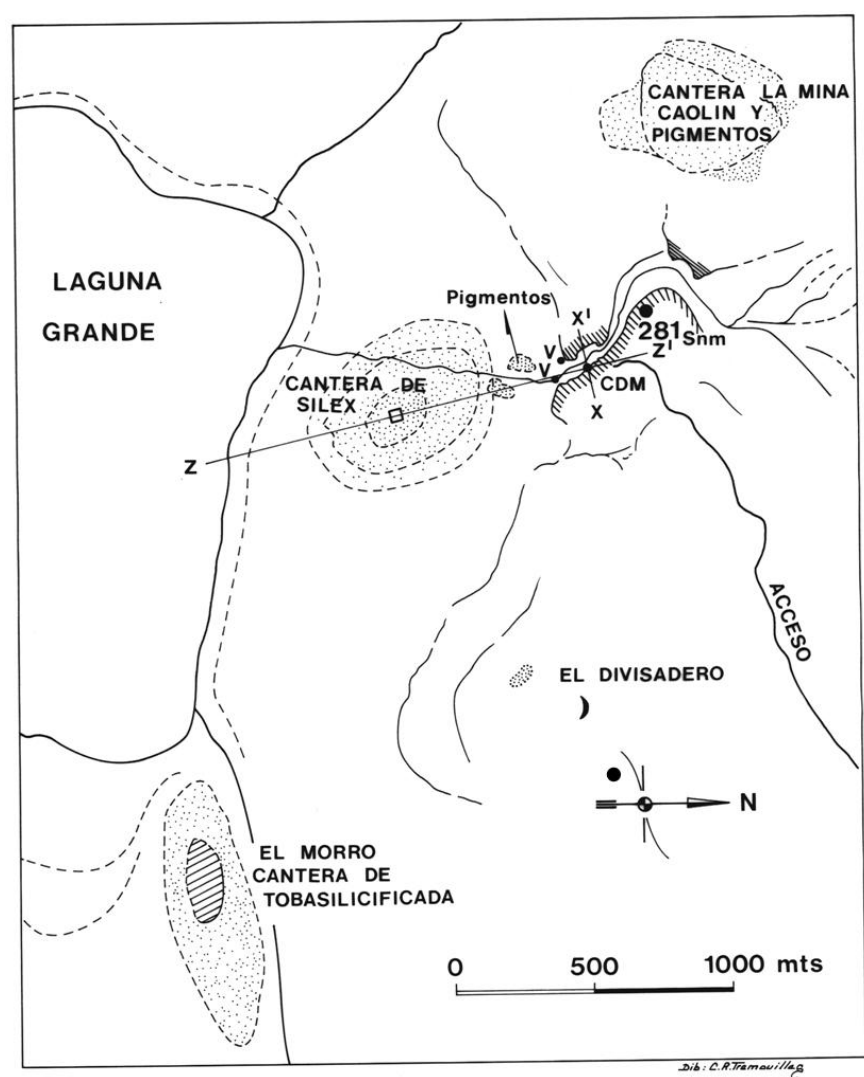 CANTERA LA MINA
CAOLIN Y
PIGMENTOS
LAGUNA
GRANDE
Pigmentos
X'
281 Snm
V
Z'
V
CANTERA DE
SILEX
CDM
X
Z
ACCESO
EL DIVISADERO
N
EL MORRO
CANTERA DE
TOBASILICIFICADA
0 500 1000 mts
Dib: C.R.Tramouilles